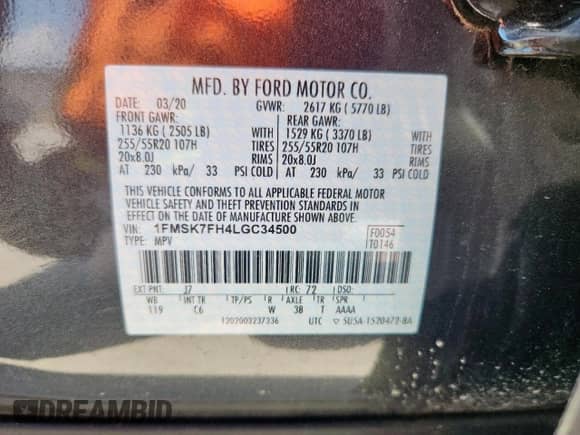 MFD. BY FORD MOTOR CO.
DATE: 03/20 GVWR: 2617 KG ( 5770 LB)
FRONT GAWR: REAR GAWR:
1136 KG ( 2505 LB) WITH 1529 KG ( 3370 LB) WITH
255/55R20 107H TIRES 255/55R20 107H TIRES
20x8.0J RIMS 20x8.0J RIMS
AT 230 kPa/ 33 PSI COLD AT 230 kPa/ 33 PSI COLD
THIS VEHICLE CONFORMS TO ALL APPLICABLE FEDERAL MOTOR
VEHICLE SAFETY AND THEFT PREVENTION STANDARDS IN
EFFECT ON THE DATE OF MANUFACTURE SHOWN ABOVE.
VIN: 1FMSK7FH4LGC34500 F0054
TYPE: MPV T0146
EXT PNT: J7 RC: 72 DSO:
WB INT TR TP/PS R AXLE TR SPR
119 C6 W 38 T AAAA
1202003237336 UTC ▽ 5U5A-1520472-BA
DREAMBID